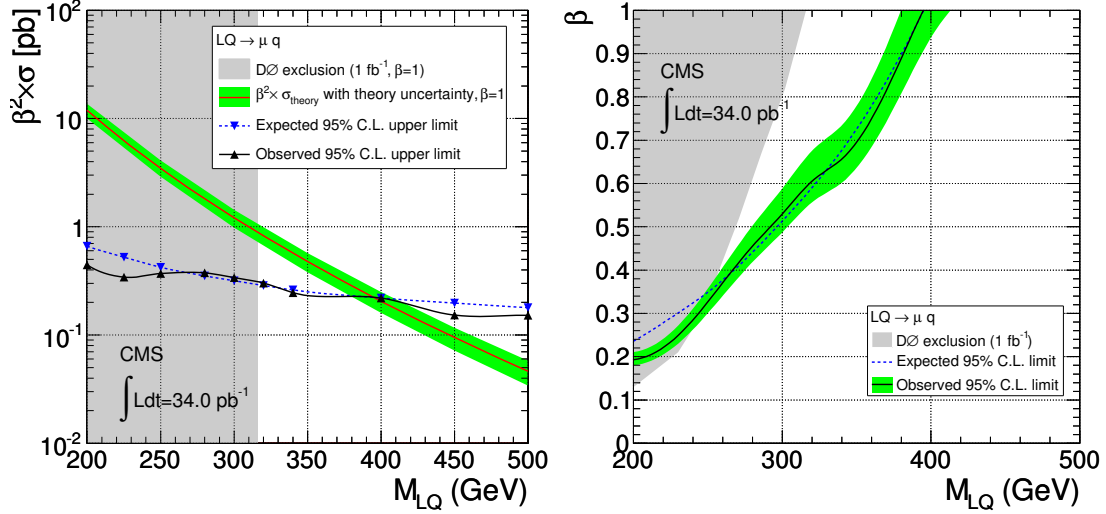 β²×σ [pb]
10²
10
1
10⁻¹
10⁻²
LQ → μ q
DØ exclusion (1 fb⁻¹, β=1)
β²× σtheory with theory uncertainty, β=1
Expected 95% C.L. upper limit
Observed 95% C.L. upper limit
CMS
∫Ldt=34.0 pb⁻¹
200 250 300 350 400 450 500
M_LQ (GeV)
β
1
0.9
0.8
0.7
0.6
0.5
0.4
0.3
0.2
0.1
0
CMS
∫Ldt=34.0 pb⁻¹
LQ → μ q
DØ exclusion (1 fb⁻¹)
Expected 95% C.L. limit
Observed 95% C.L. limit
200 300 400 500
M_LQ (GeV)